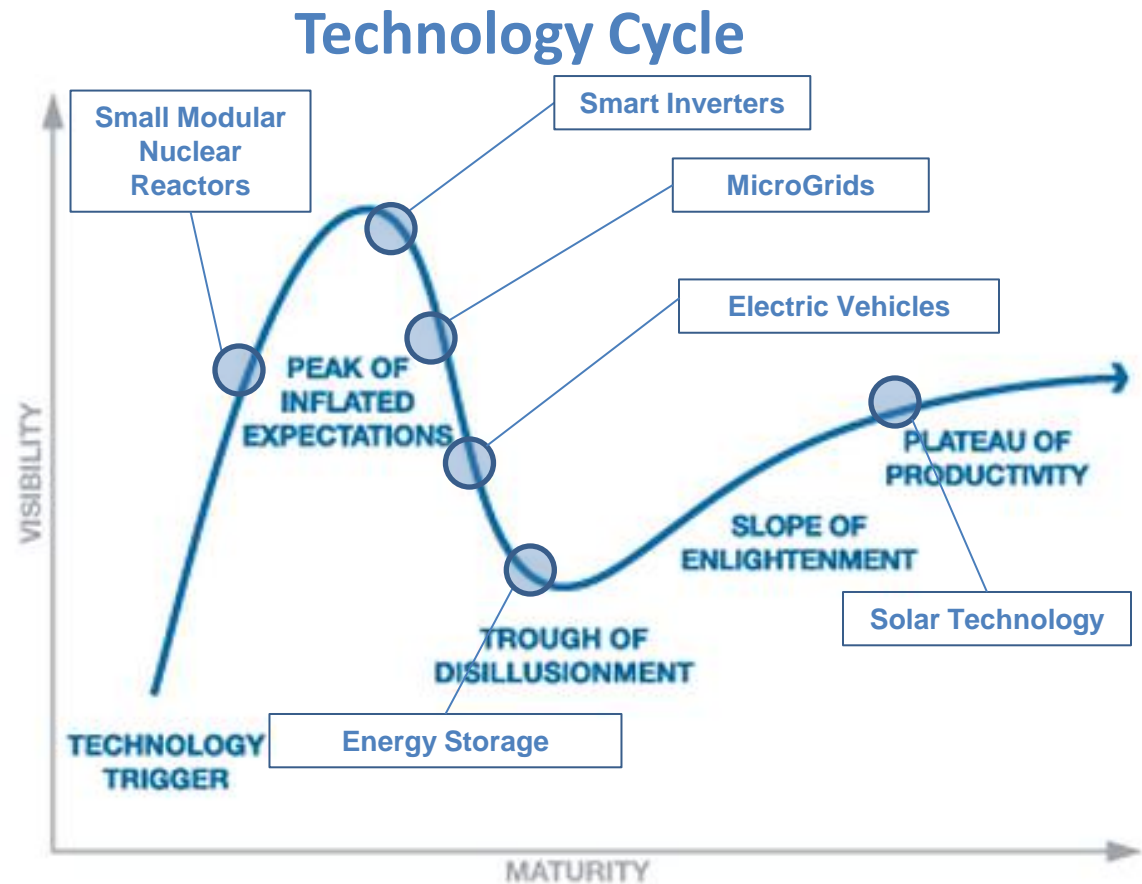 Technology Cycle
Small Modular
Nuclear
Reactors
Smart Inverters
MicroGrids
Electric Vehicles
PEAK OF
INFLATED
EXPECTATIONS
VISIBILITY
PLATEAU OF
PRODUCTIVITY
SLOPE OF
ENLIGHTENMENT
Solar Technology
TROUGH OF
DISILLUSIONMENT
Energy Storage
TECHNOLOGY
TRIGGER
MATURITY